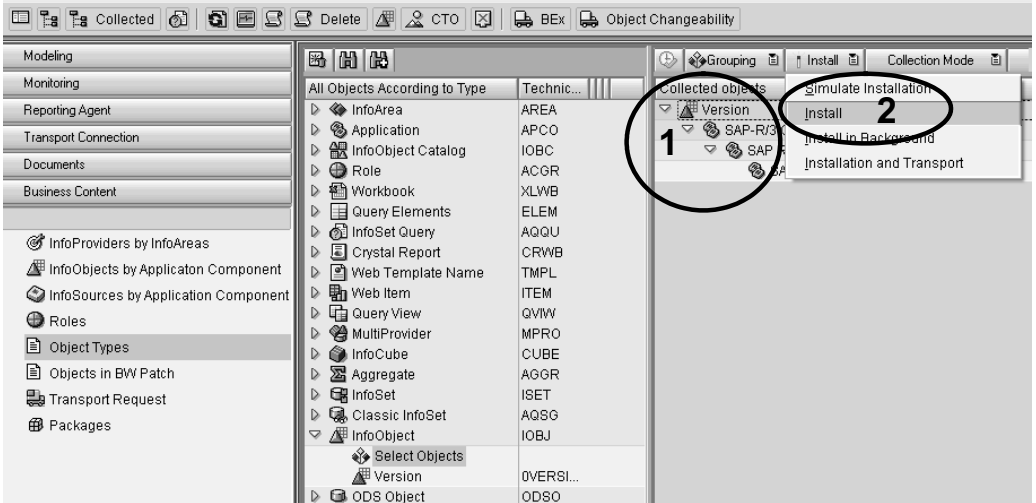 Collected Delete CTO BEx Object Changeability
Modeling
Monitoring
Reporting Agent
Transport Connection
Documents
Business Content
InfoProviders by InfoAreas
InfoObjects by Applicaton Component
InfoSources by Application Component
Roles
Object Types
Objects in BW Patch
Transport Request
Packages
All Objects According to Type Technic...
InfoArea AREA
Application APCO
InfoObject Catalog IOBC
Role ACGR
Workbook XLWB
Query Elements ELEM
InfoSet Query AQQU
Crystal Report CRWB
Web Template Name TMPL
Web Item ITEM
Query View QVIW
MultiProvider MPRO
InfoCube CUBE
Aggregate AGGR
InfoSet ISET
Classic InfoSet AQSG
InfoObject IOBJ
Select Objects
Version 0VERSI...
ODS Object ODSO
Grouping Install Collection Mode
Collected objects
Version
SAP-R/3
SAP
1
Simulate Installation
Install 2
Install in Background
Installation and Transport